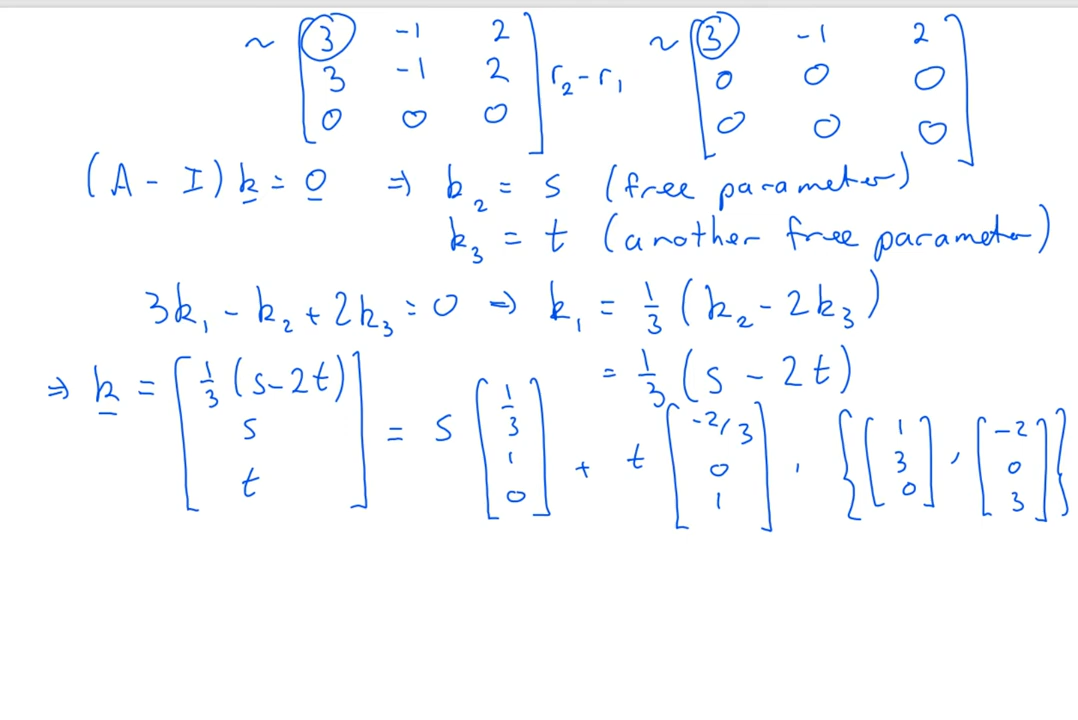 ~ [3 -1 2; 3 -1 2; 0 0 0] r₂-r₁ ~ [3 -1 2; 0 0 0; 0 0 0]
(A - I) k = 0 ⇒ k₂ = s (free parameter)
k₃ = t (another free parameter)
3k₁ - k₂ + 2k₃ = 0 ⇒ k₁ = 1/3 (k₂ - 2k₃)
= 1/3 (s - 2t)
⇒ k = [1/3 (s-2t); s; t] = s [1/3; 1; 0] + t [-2/3; 0; 1] , {[1; 3; 0], [-2; 0; 3]}